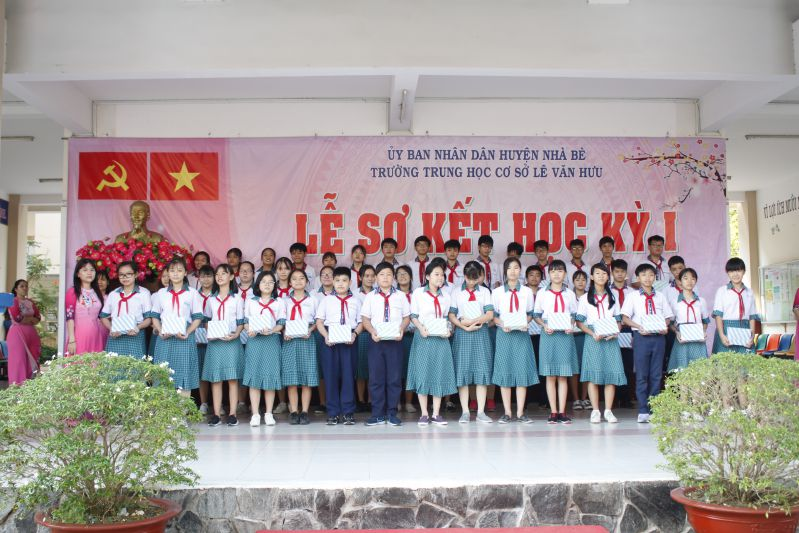 ỦY BAN NHÂN DÂN HUYỆN NHÀ BÈ
TRƯỜNG TRUNG HỌC CƠ SỞ LÊ VĂN HƯU
LỄ SƠ KẾT HỌC KỲ I